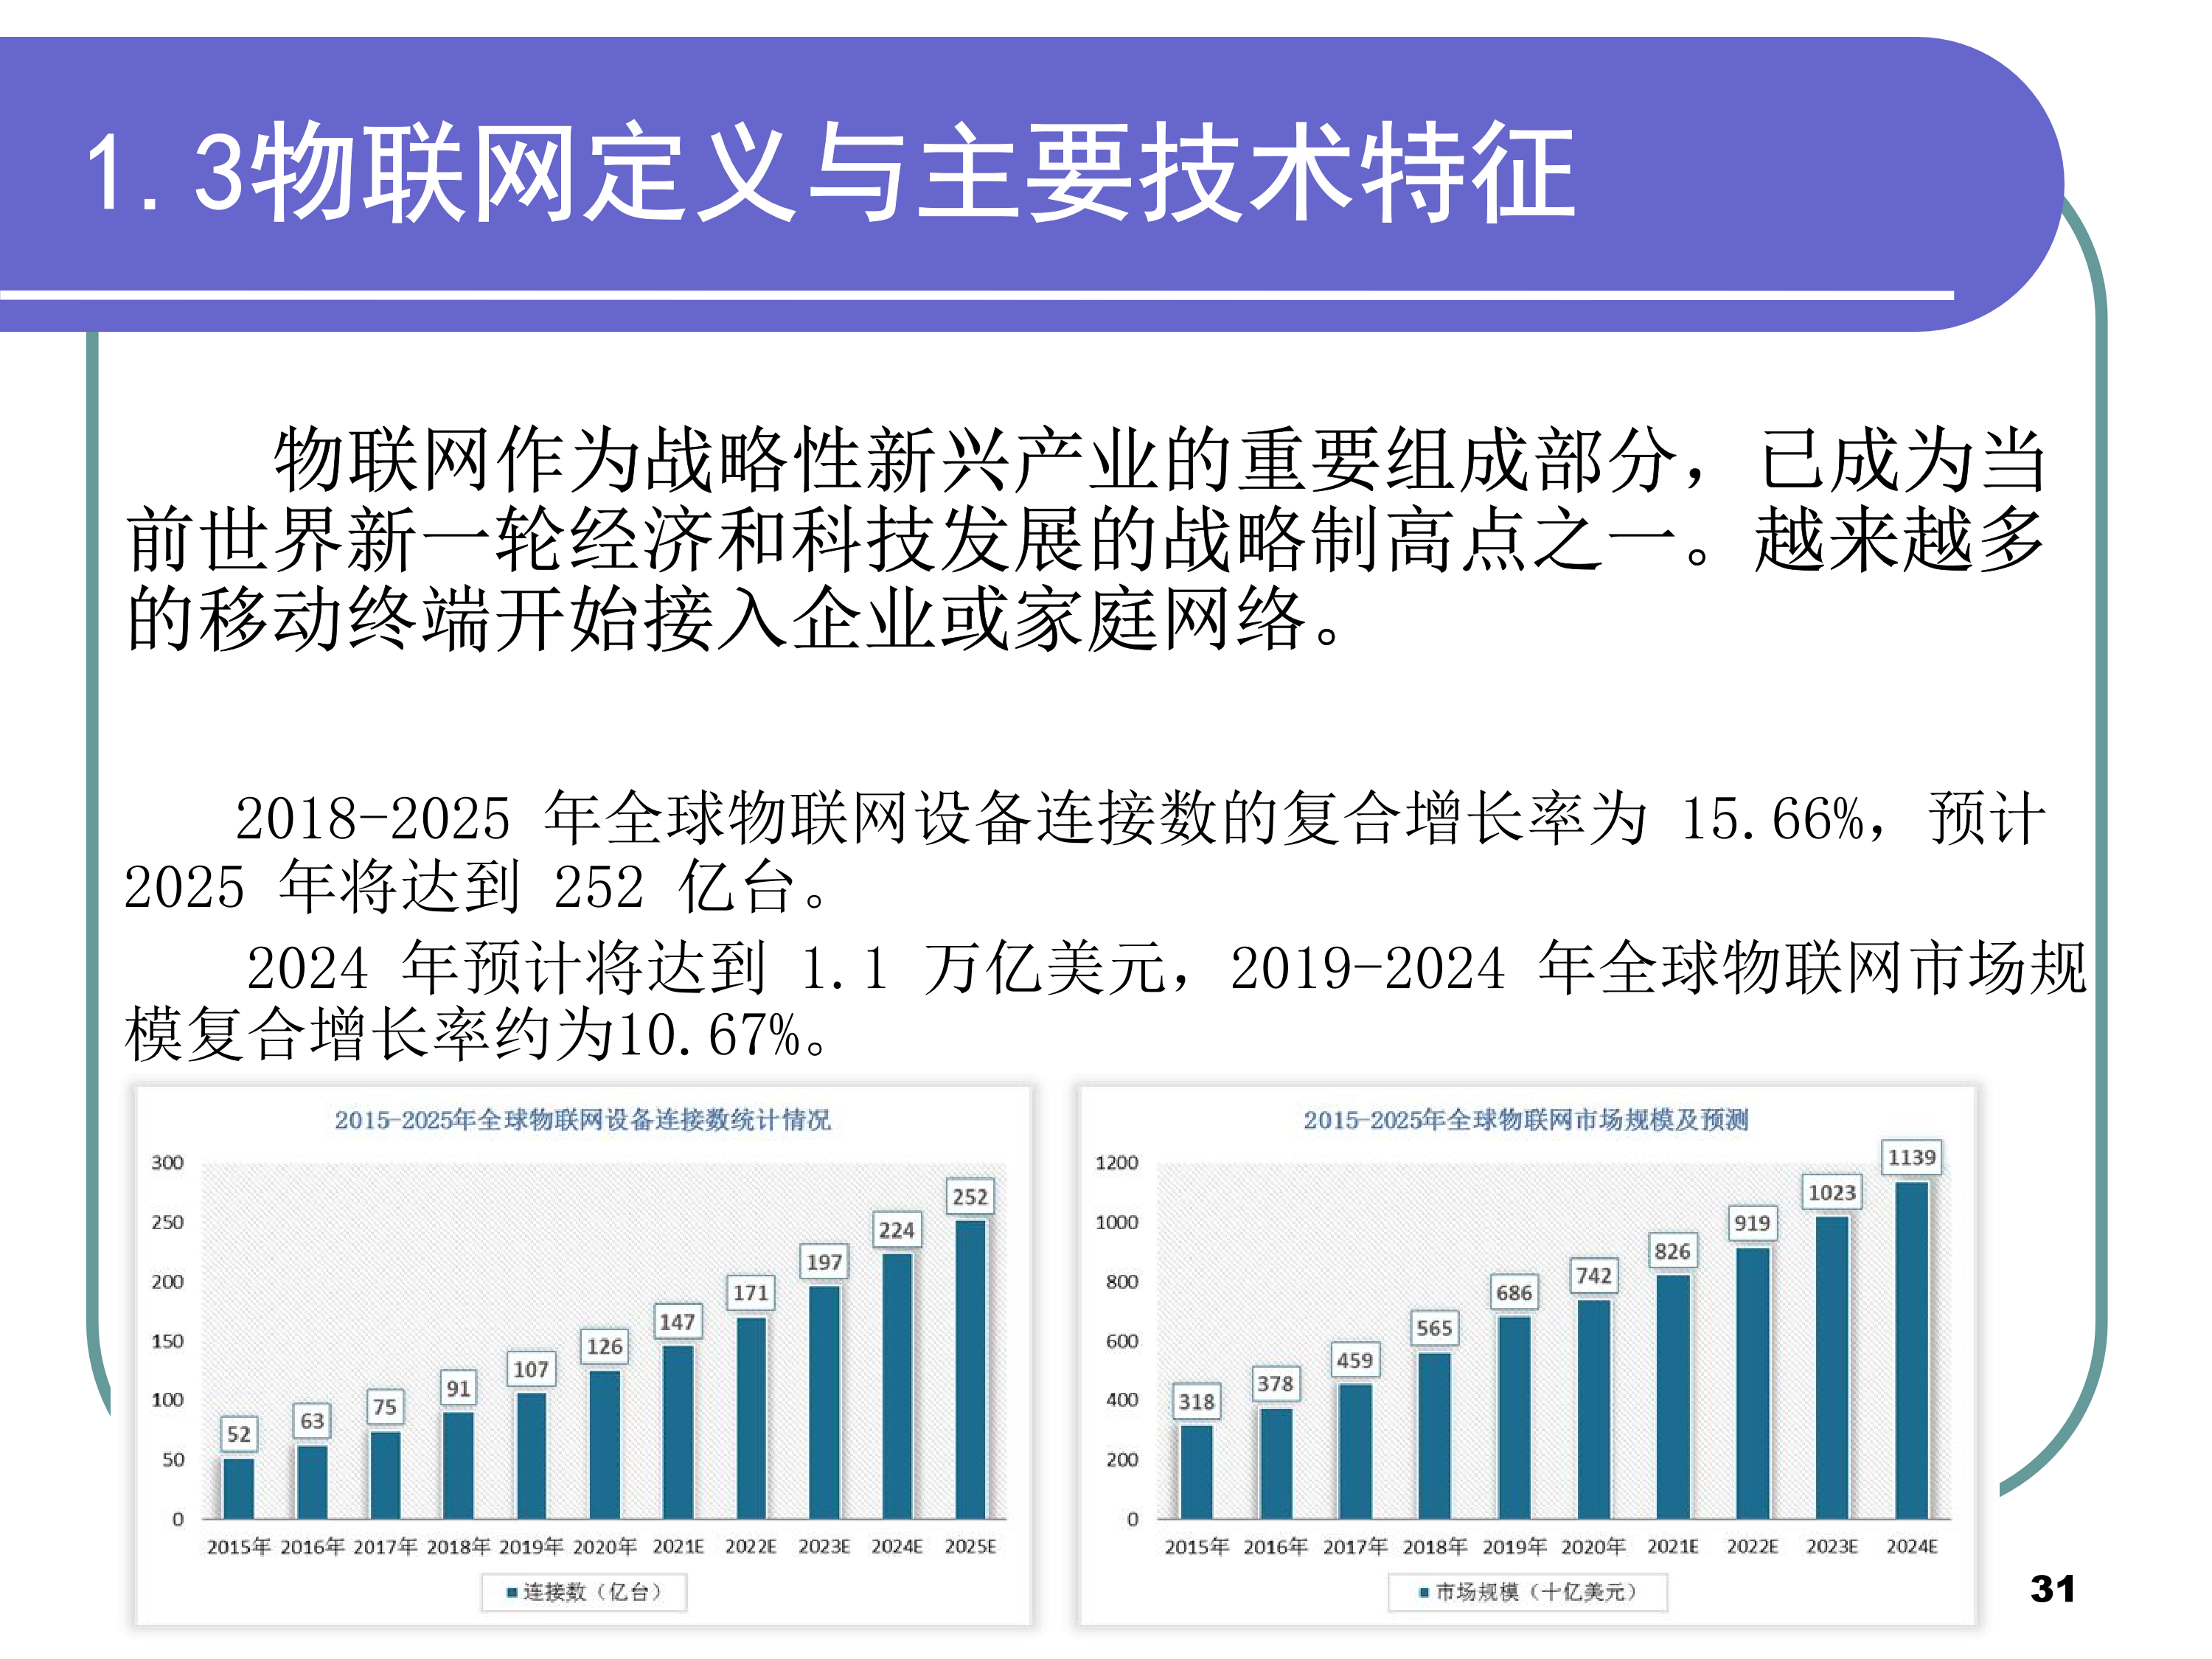 1.3物联网定义与主要技术特征
物联网作为战略性新兴产业的重要组成部分，已成为当
前世界新一轮经济和科技发展的战略制高点之一。越来越多
的移动终端开始接入企业或家庭网络。
2018-2025 年全球物联网设备连接数的复合增长率为 15.66%，预计
2025 年将达到 252 亿台。
2024 年预计将达到 1.1 万亿美元，2019-2024 年全球物联网市场规
模复合增长率约为10.67%。
2015-2025年全球物联网设备连接数统计情况
300
250
200
150
100
50
0
52
63
75
91
107
126
147
171
197
224
252
2015年 2016年 2017年 2018年 2019年 2020年 2021E 2022E 2023E 2024E 2025E
连接数（亿台）
2015-2025年全球物联网市场规模及预测
1200
1000
800
600
400
200
0
318
378
459
565
686
742
826
919
1023
1139
2015年 2016年 2017年 2018年 2019年 2020年 2021E 2022E 2023E 2024E
市场规模（十亿美元）
31